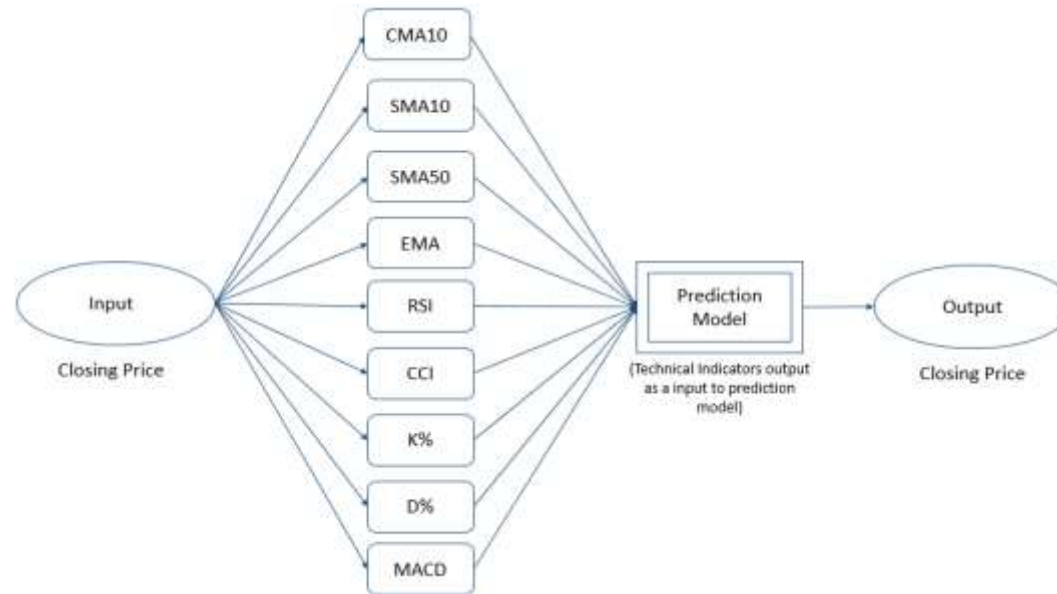 CMA10
SMA10
SMA50
EMA
RSI
CCI
K%
D%
MACD
Input
Closing Price
Prediction
Model
(Technical Indicators output
as a input to prediction
model)
Output
Closing Price